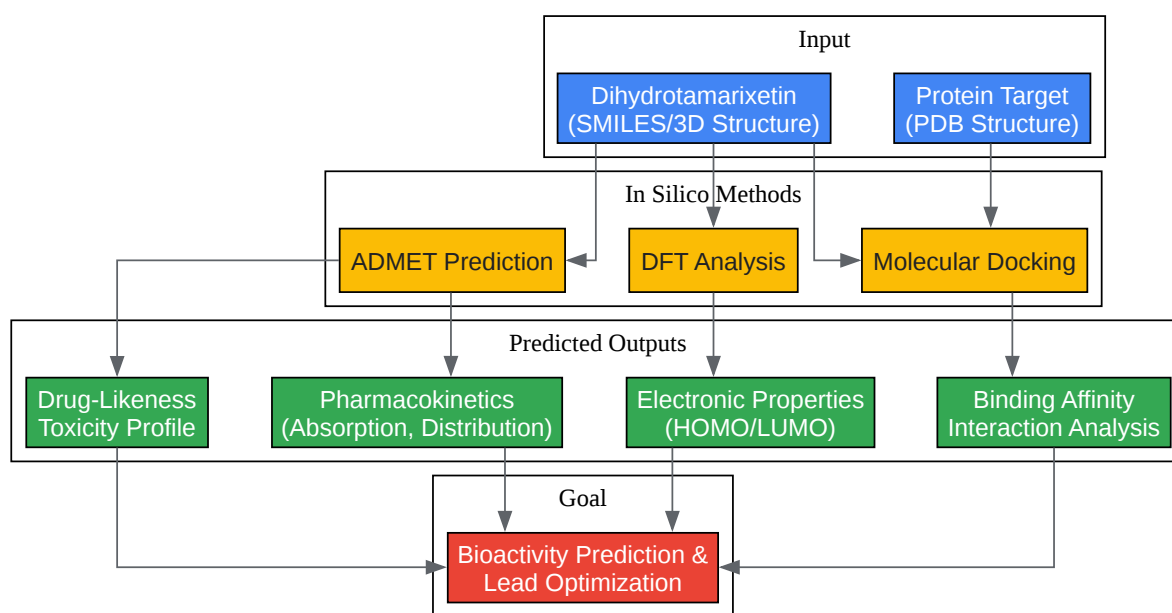 Input
Dihydrotamarixetin
(SMILES/3D Structure)
Protein Target
(PDB Structure)
In Silico Methods
ADMET Prediction
DFT Analysis
Molecular Docking
Predicted Outputs
Drug-Likeness
Toxicity Profile
Pharmacokinetics
(Absorption, Distribution)
Electronic Properties
(HOMO/LUMO)
Binding Affinity
Interaction Analysis
Goal
Bioactivity Prediction &
Lead Optimization